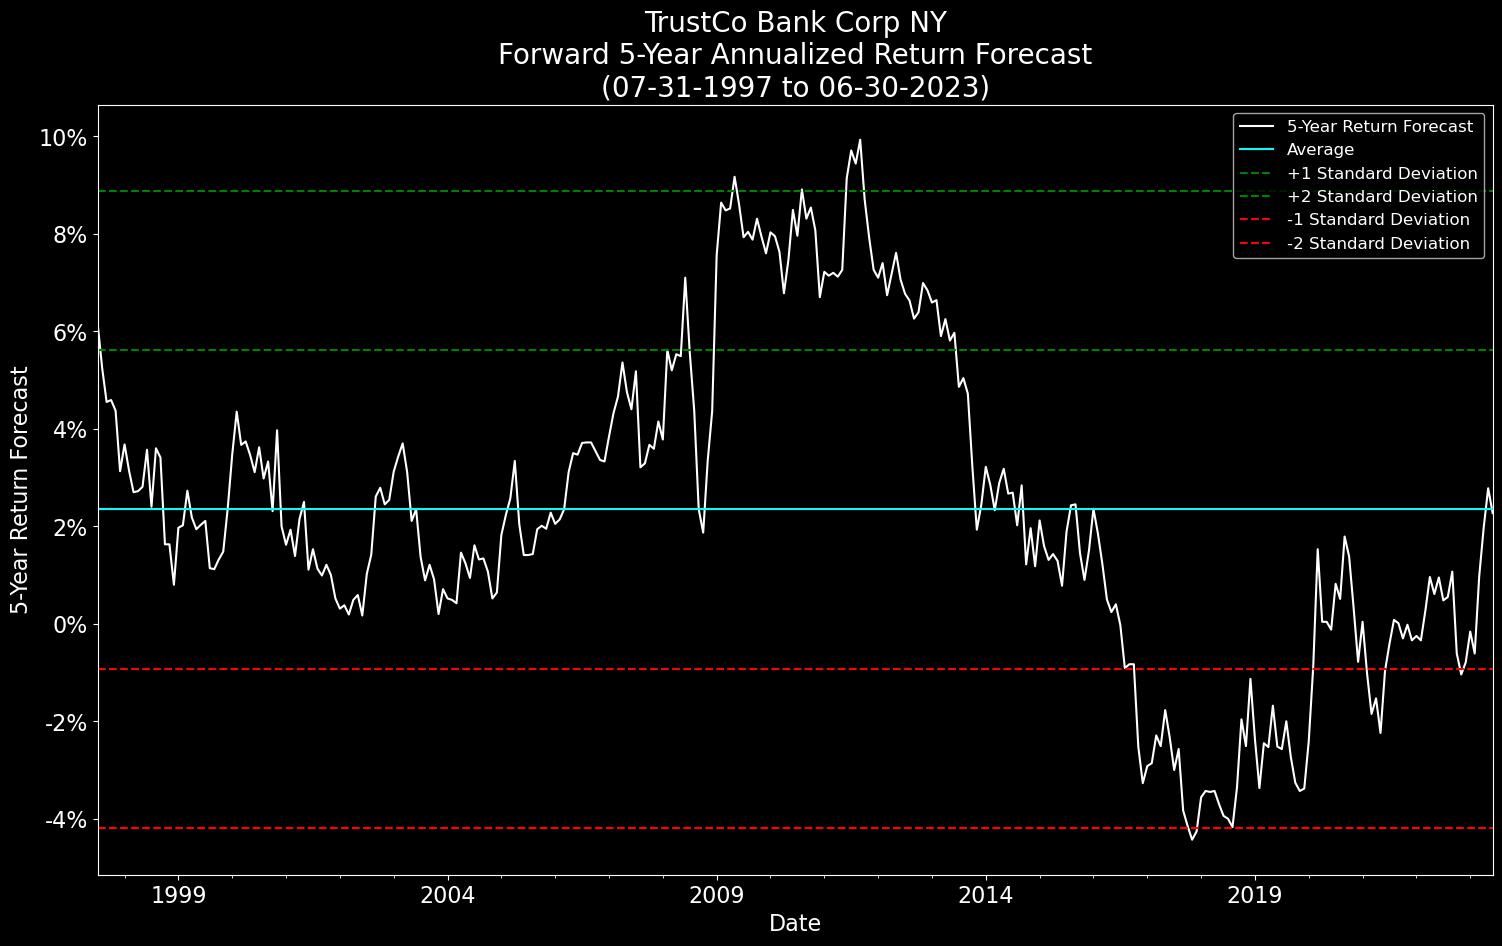 TrustCo Bank Corp NY
Forward 5-Year Annualized Return Forecast
(07-31-1997 to 06-30-2023)
5-Year Return Forecast
Average
+1 Standard Deviation
+2 Standard Deviation
-1 Standard Deviation
-2 Standard Deviation
10%
8%
6%
4%
2%
0%
-2%
-4%
5-Year Return Forecast
1999 2004 2009 2014 2019
Date